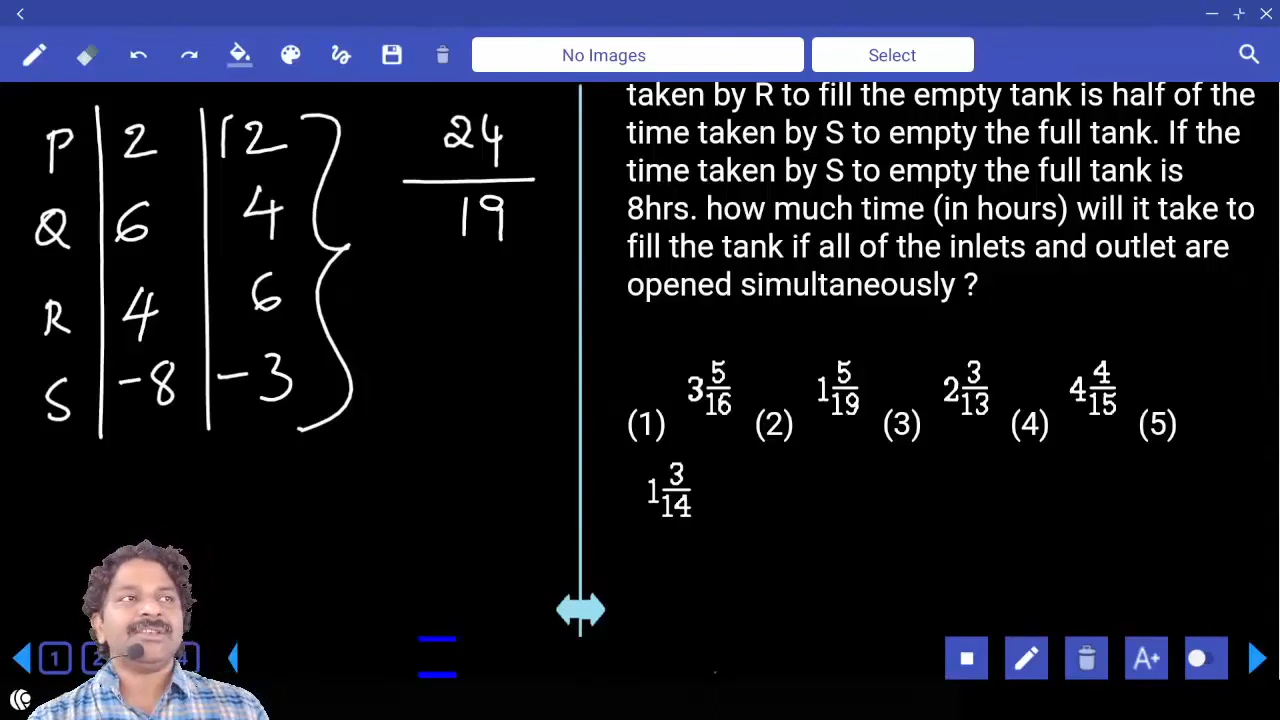 No Images
Select
P 2 12
Q 6 4
R 4 6
S -8 -3
24
19
taken by R to fill the empty tank is half of the
time taken by S to empty the full tank. If the
time taken by S to empty the full tank is
8hrs. how much time (in hours) will it take to
fill the tank if all of the inlets and outlet are
opened simultaneously ?
(1) 3 5/16 (2) 1 5/19 (3) 2 3/13 (4) 4 4/15 (5)
1 3/14
1 2 4
A+